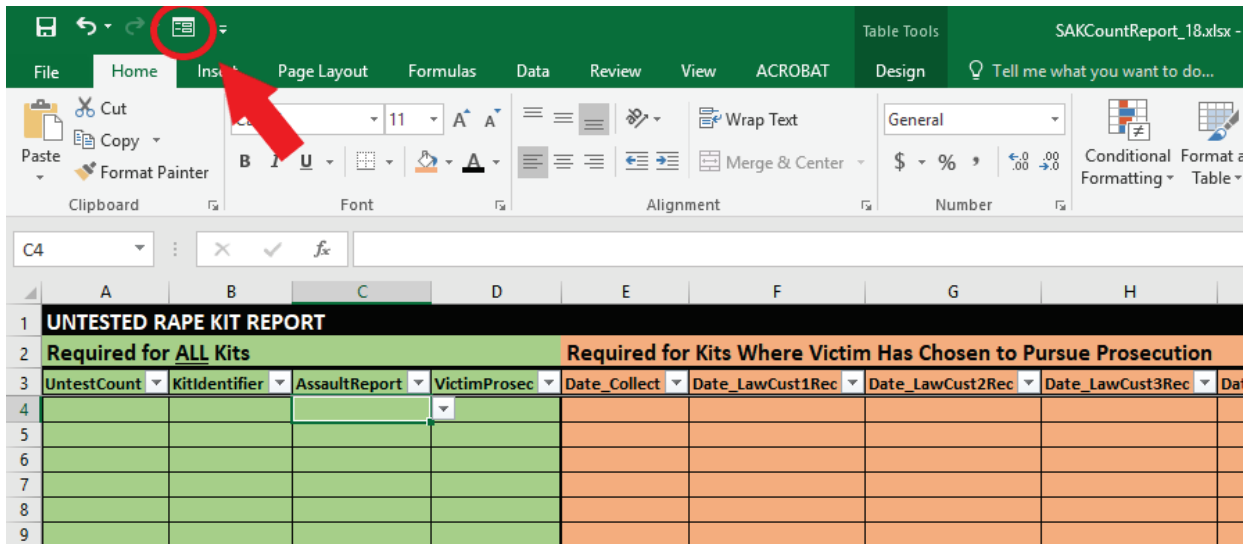 Table Tools SAKCountReport_18.xlsx -
File Home Insert Page Layout Formulas Data Review View ACROBAT Design Tell me what you want to do...
Cut
Copy
Format Painter
Paste
11 A A
Wrap Text
General
B I U A
Merge & Center
$ % ,
.00 .0
Conditional Formatting
Format a
Table
Clipboard Font Alignment Number
C4 fx
A B C D E F G H
1 UNTESTED RAPE KIT REPORT
2 Required for ALL Kits Required for Kits Where Victim Has Chosen to Pursue Prosecution
3 UntestCount KitIdentifier AssaultReport VictimProsec Date_Collect Date_LawCust1Rec Date_LawCust2Rec Date_LawCust3Rec Dat
4
5
6
7
8
9